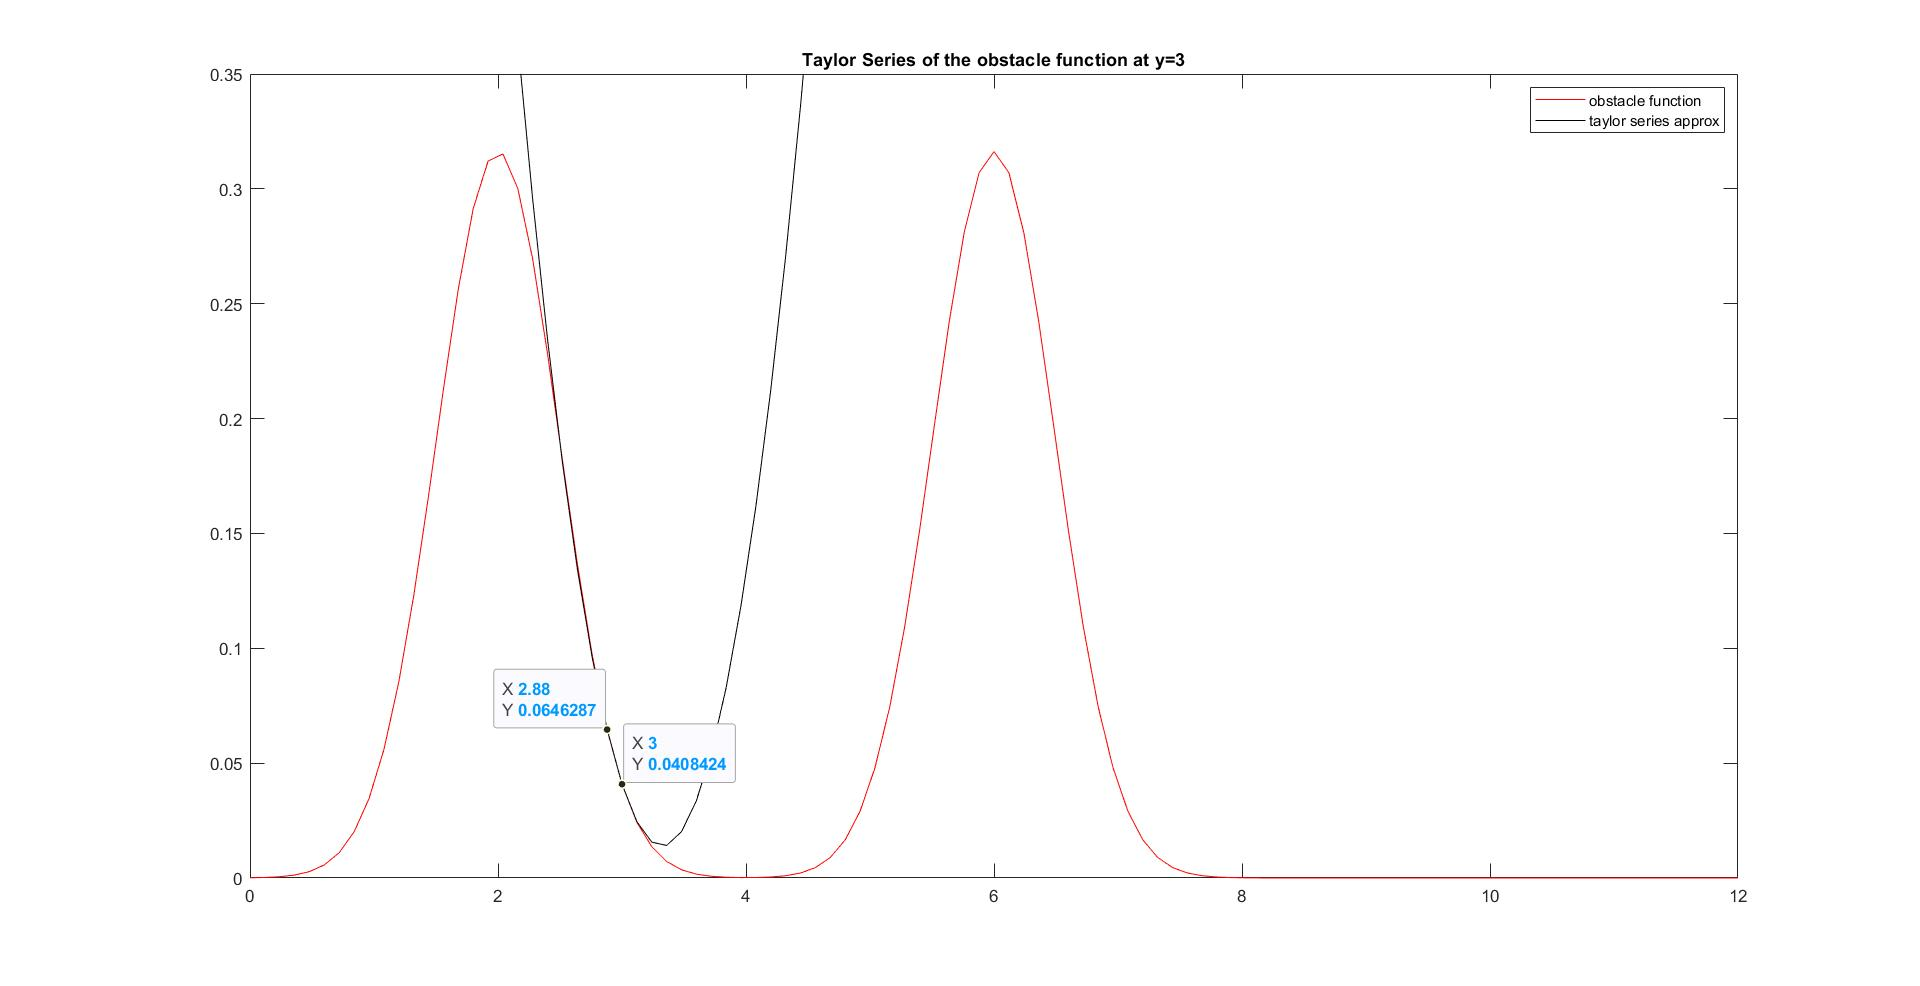 Taylor Series of the obstacle function at y=3
0.35
0.3
0.25
0.2
0.15
0.1
0.05
0
obstacle function
taylor series approx
X 2.88
Y 0.0646287
X 3
Y 0.0408424
0 2 4 6 8 10 12